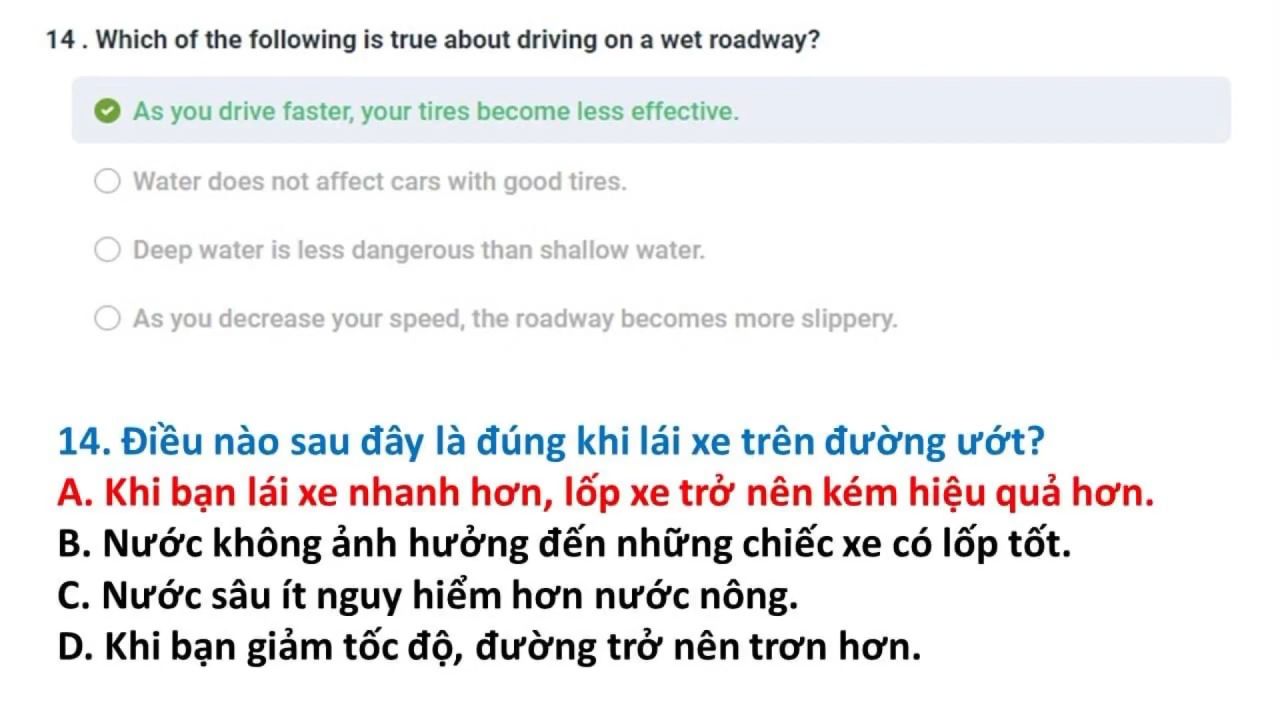 14 . Which of the following is true about driving on a wet roadway?
As you drive faster, your tires become less effective.
Water does not affect cars with good tires.
Deep water is less dangerous than shallow water.
As you decrease your speed, the roadway becomes more slippery.
14. Điều nào sau đây là đúng khi lái xe trên đường ướt?
A. Khi bạn lái xe nhanh hơn, lốp xe trở nên kém hiệu quả hơn.
B. Nước không ảnh hưởng đến những chiếc xe có lốp tốt.
C. Nước sâu ít nguy hiểm hơn nước nông.
D. Khi bạn giảm tốc độ, đường trở nên trơn hơn.